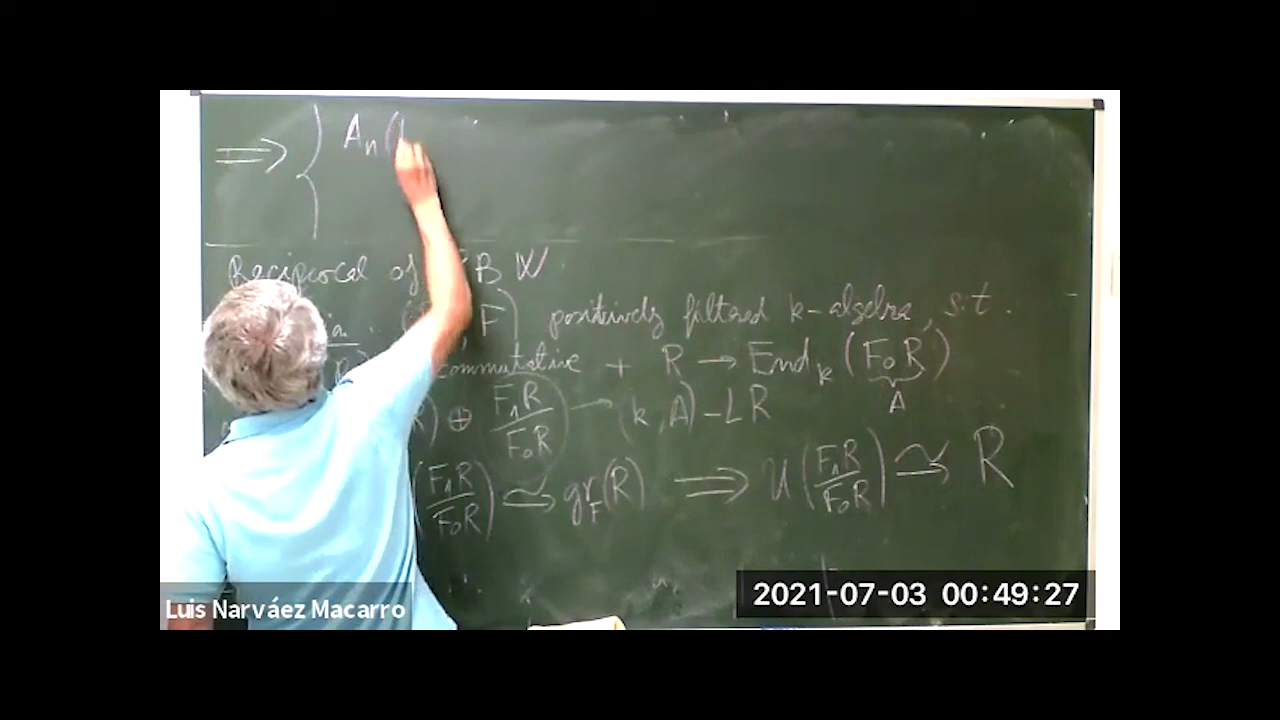 ⟹ { Aₙ(
Reciprocal of B W
F) positively filtered k-algebra, s.t.
commutative + R → End_k (F₀R)
A
R) ⊕ F₁R/F₀R → (k, A) - LR
(F₁R/F₀R) ≃→ gr_F(R) ⟹ U(F₁R/F₀R) ≃→ R
2021-07-03 00:49:27
Luis Narváez Macarro